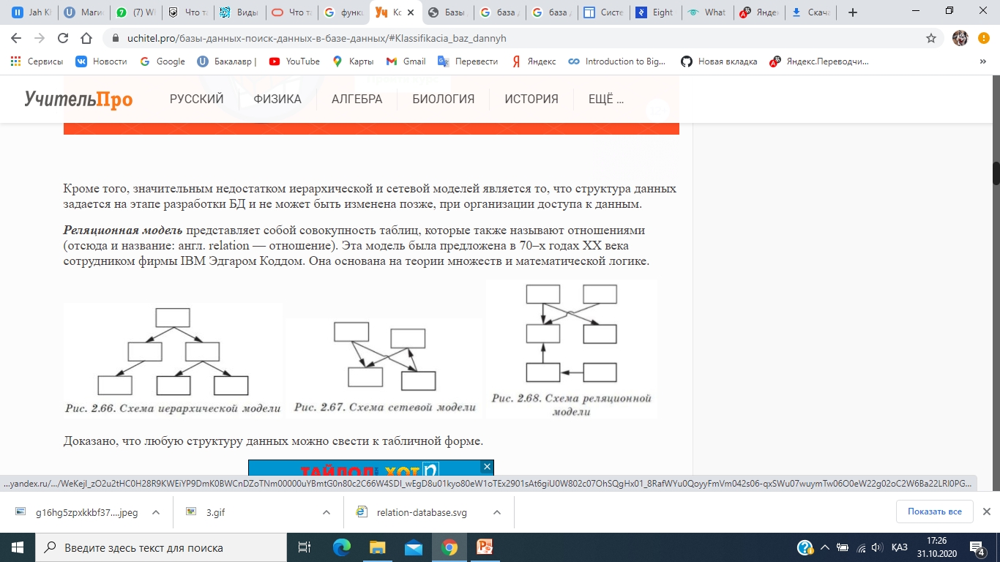 Jah Kh
Магис
(7) Wh
Что та
Виды
Что та
функц
Ко
Базы д
база д
база д
Систе
Eight
What
Яндек
Скача
uchitel.pro/базы-данных-поиск-данных-в-базе-данных/#Klassifikacia_baz_dannyh
Сервисы
Новости
Google
Бакалавр |
YouTube
Карты
Gmail
Перевести
Яндекс
Introduction to Big...
Новая вкладка
Яндекс.Переводчи...
УчительПро
РУССКИЙ
ФИЗИКА
АЛГЕБРА
БИОЛОГИЯ
ИСТОРИЯ
ЕЩЁ ...
Кроме того, значительным недостатком иерархической и сетевой моделей является то, что структура данных
задается на этапе разработки БД и не может быть изменена позже, при организации доступа к данным.
Реляционная модель представляет собой совокупность таблиц, которые также называют отношениями
(отсюда и название: англ. relation — отношение). Эта модель была предложена в 70–х годах XX века
сотрудником фирмы IBM Эдгаром Коддом. Она основана на теории множеств и математической логике.
Рис. 2.66. Схема иерархической модели
Рис. 2.67. Схема сетевой модели
Рис. 2.68. Схема реляционной
модели
Доказано, что любую структуру данных можно свести к табличной форме.
g16hg5zpxkkbf37....jpeg
3.gif
relation-database.svg
Показать все
Введите здесь текст для поиска
ҚАЗ
17:26
31.10.2020
4